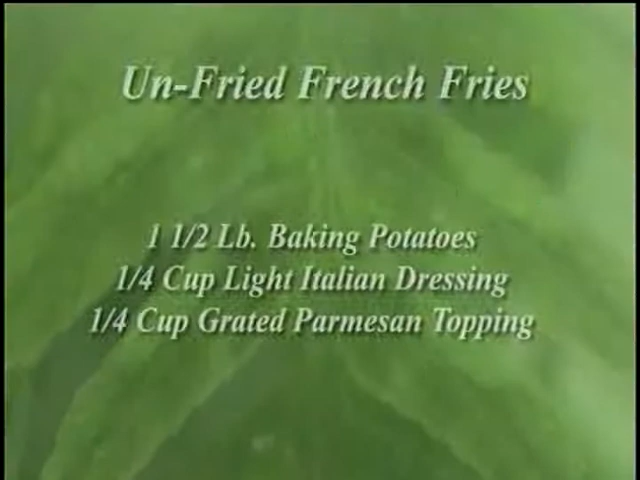 Un-Fried French Fries
1 1/2 Lb. Baking Potatoes
1/4 Cup Light Italian Dressing
1/4 Cup Grated Parmesan Topping